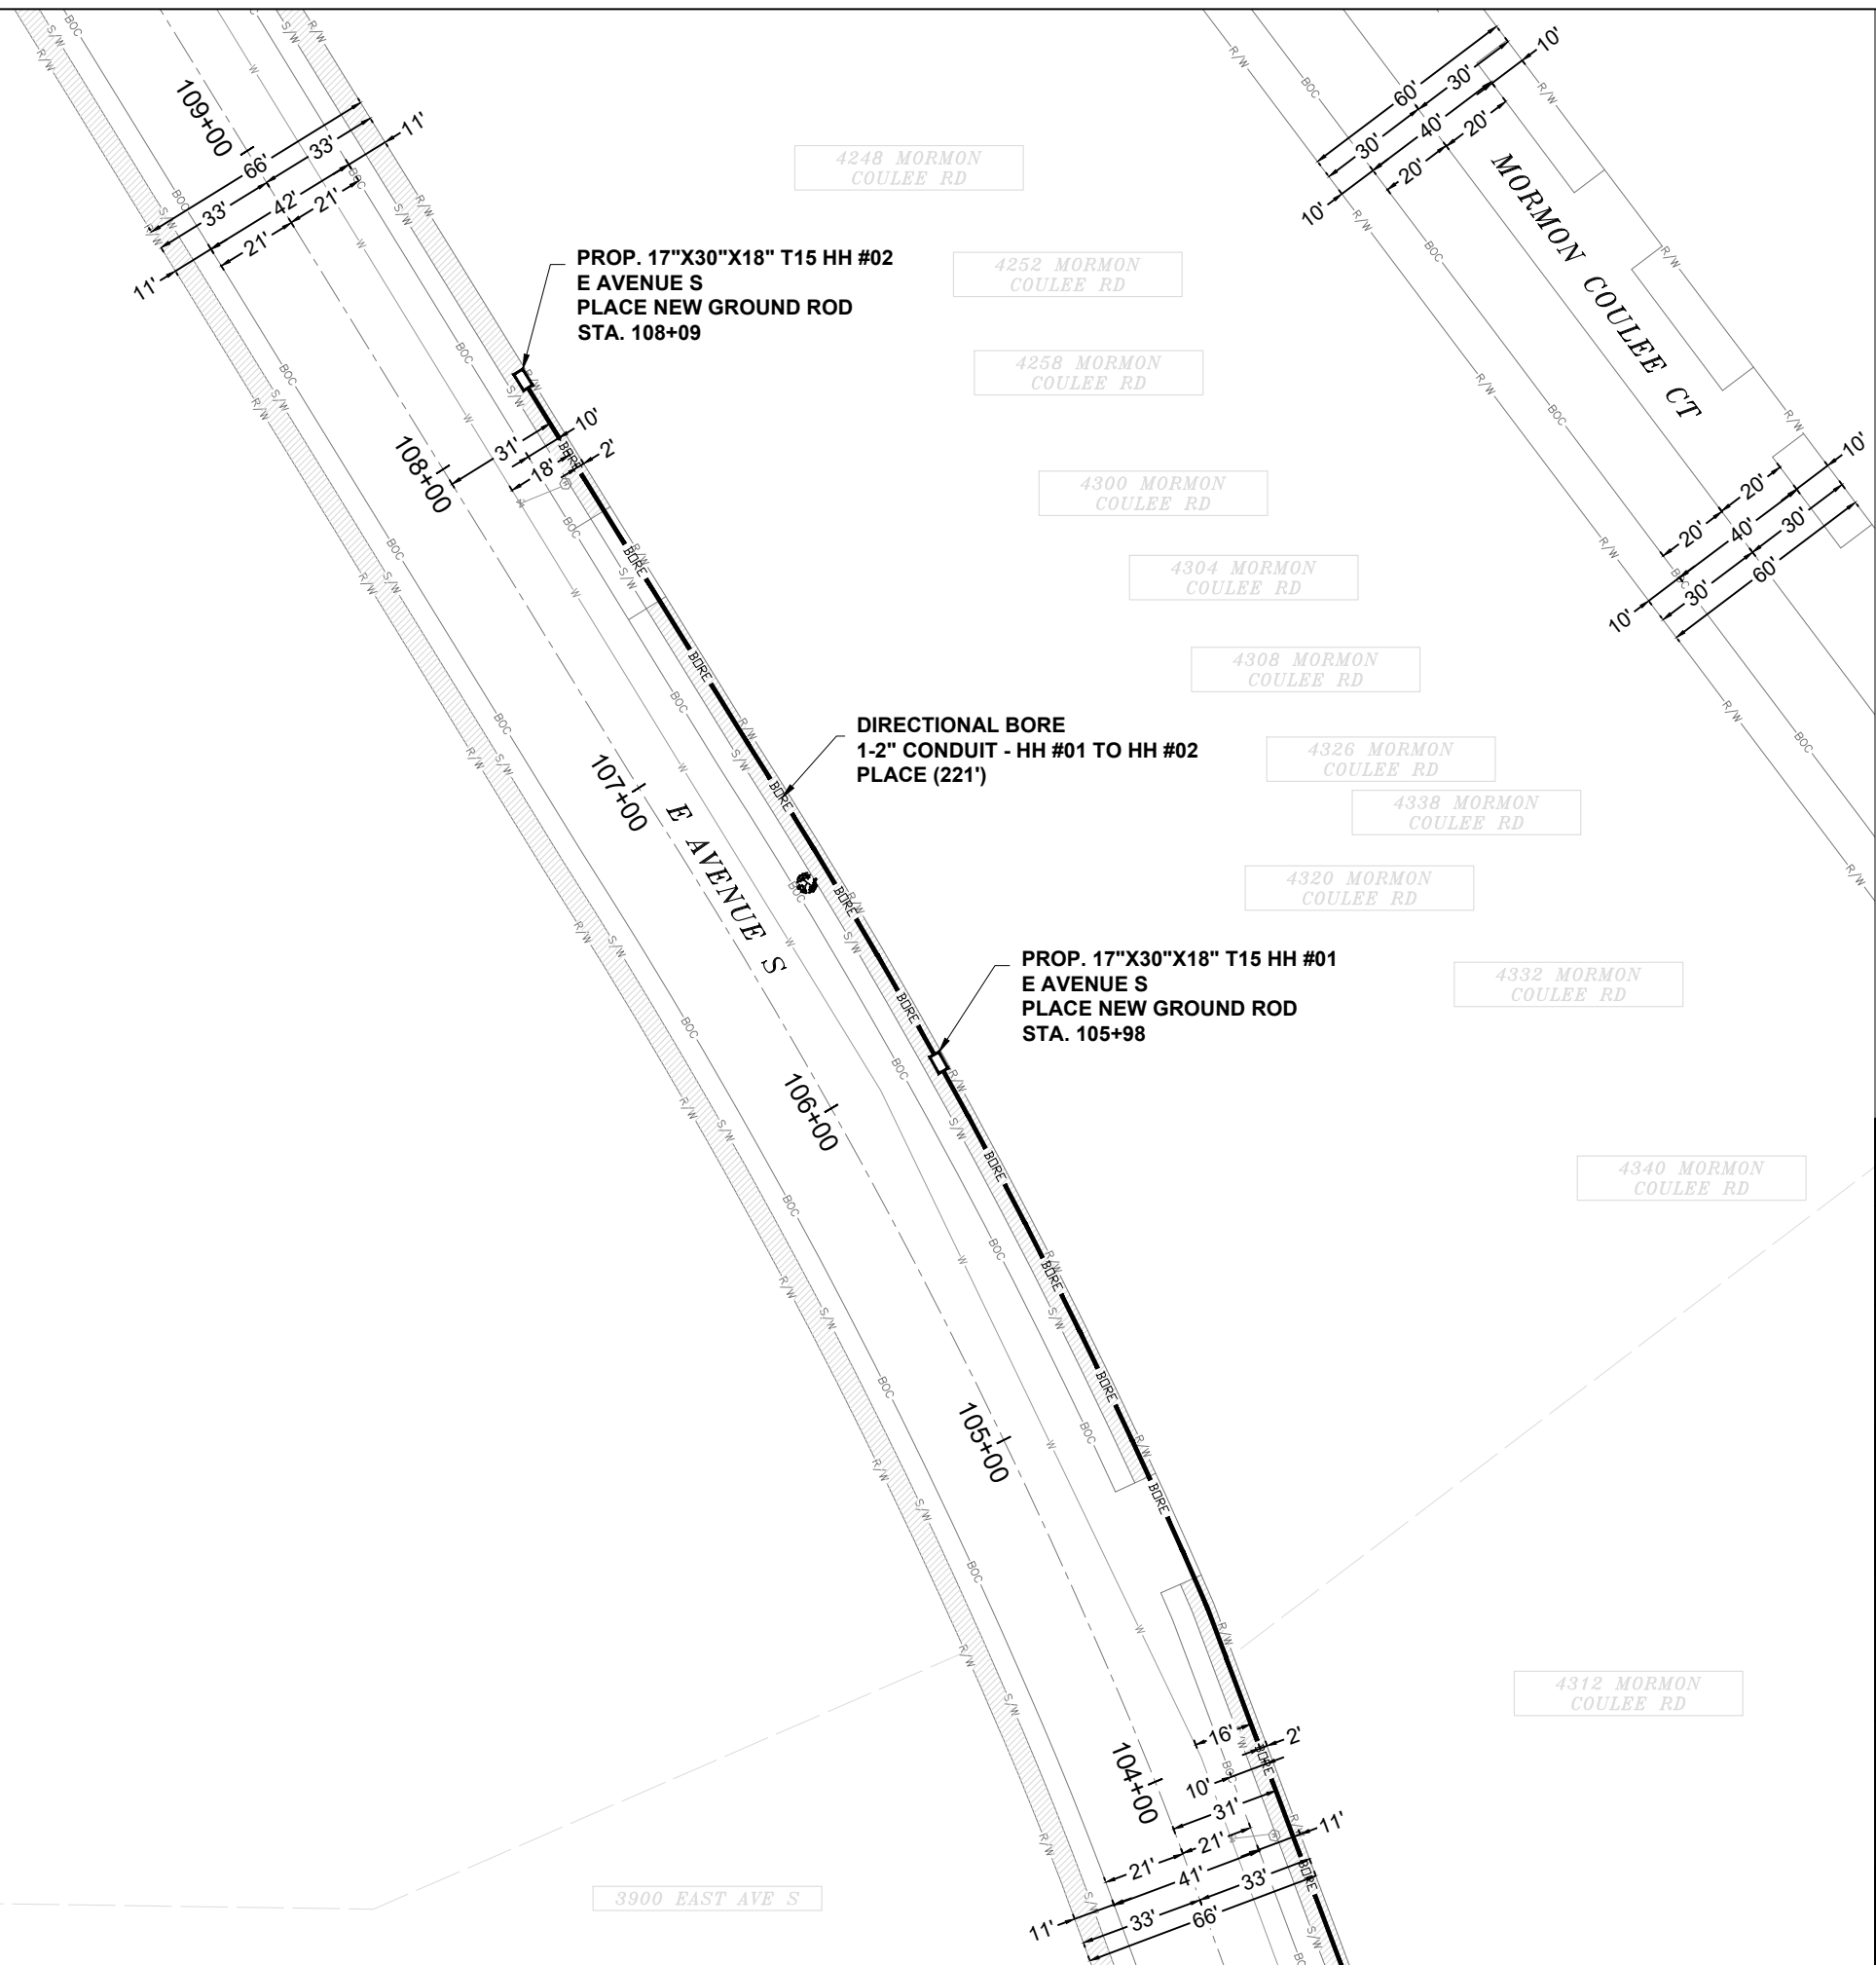 109+00
66'
33'
33'
11'
42'
21'
21'
11'
4248 MORMON
COULEE RD
60'
30'
10'
30'
40'
20'
20'
10'
MORMON COULEE CT
PROP. 17"X30"X18" T15 HH #02
E AVENUE S
PLACE NEW GROUND ROD
STA. 108+09
4252 MORMON
COULEE RD
4258 MORMON
COULEE RD
108+00
31'
10'
18'
2'
4300 MORMON
COULEE RD
20'
10'
20'
40'
30'
30'
60'
10'
4304 MORMON
COULEE RD
4308 MORMON
COULEE RD
DIRECTIONAL BORE
1-2" CONDUIT - HH #01 TO HH #02
PLACE (221')
4326 MORMON
COULEE RD
4338 MORMON
COULEE RD
107+00
E AVENUE S
4320 MORMON
COULEE RD
PROP. 17"X30"X18" T15 HH #01
E AVENUE S
PLACE NEW GROUND ROD
STA. 105+98
4332 MORMON
COULEE RD
106+00
4340 MORMON
COULEE RD
105+00
4312 MORMON
COULEE RD
104+00
16'
2'
10'
31'
11'
21'
21'
41'
33'
11'
33'
66'
3900 EAST AVE S
R/W
S/W
BOC
W
BORE